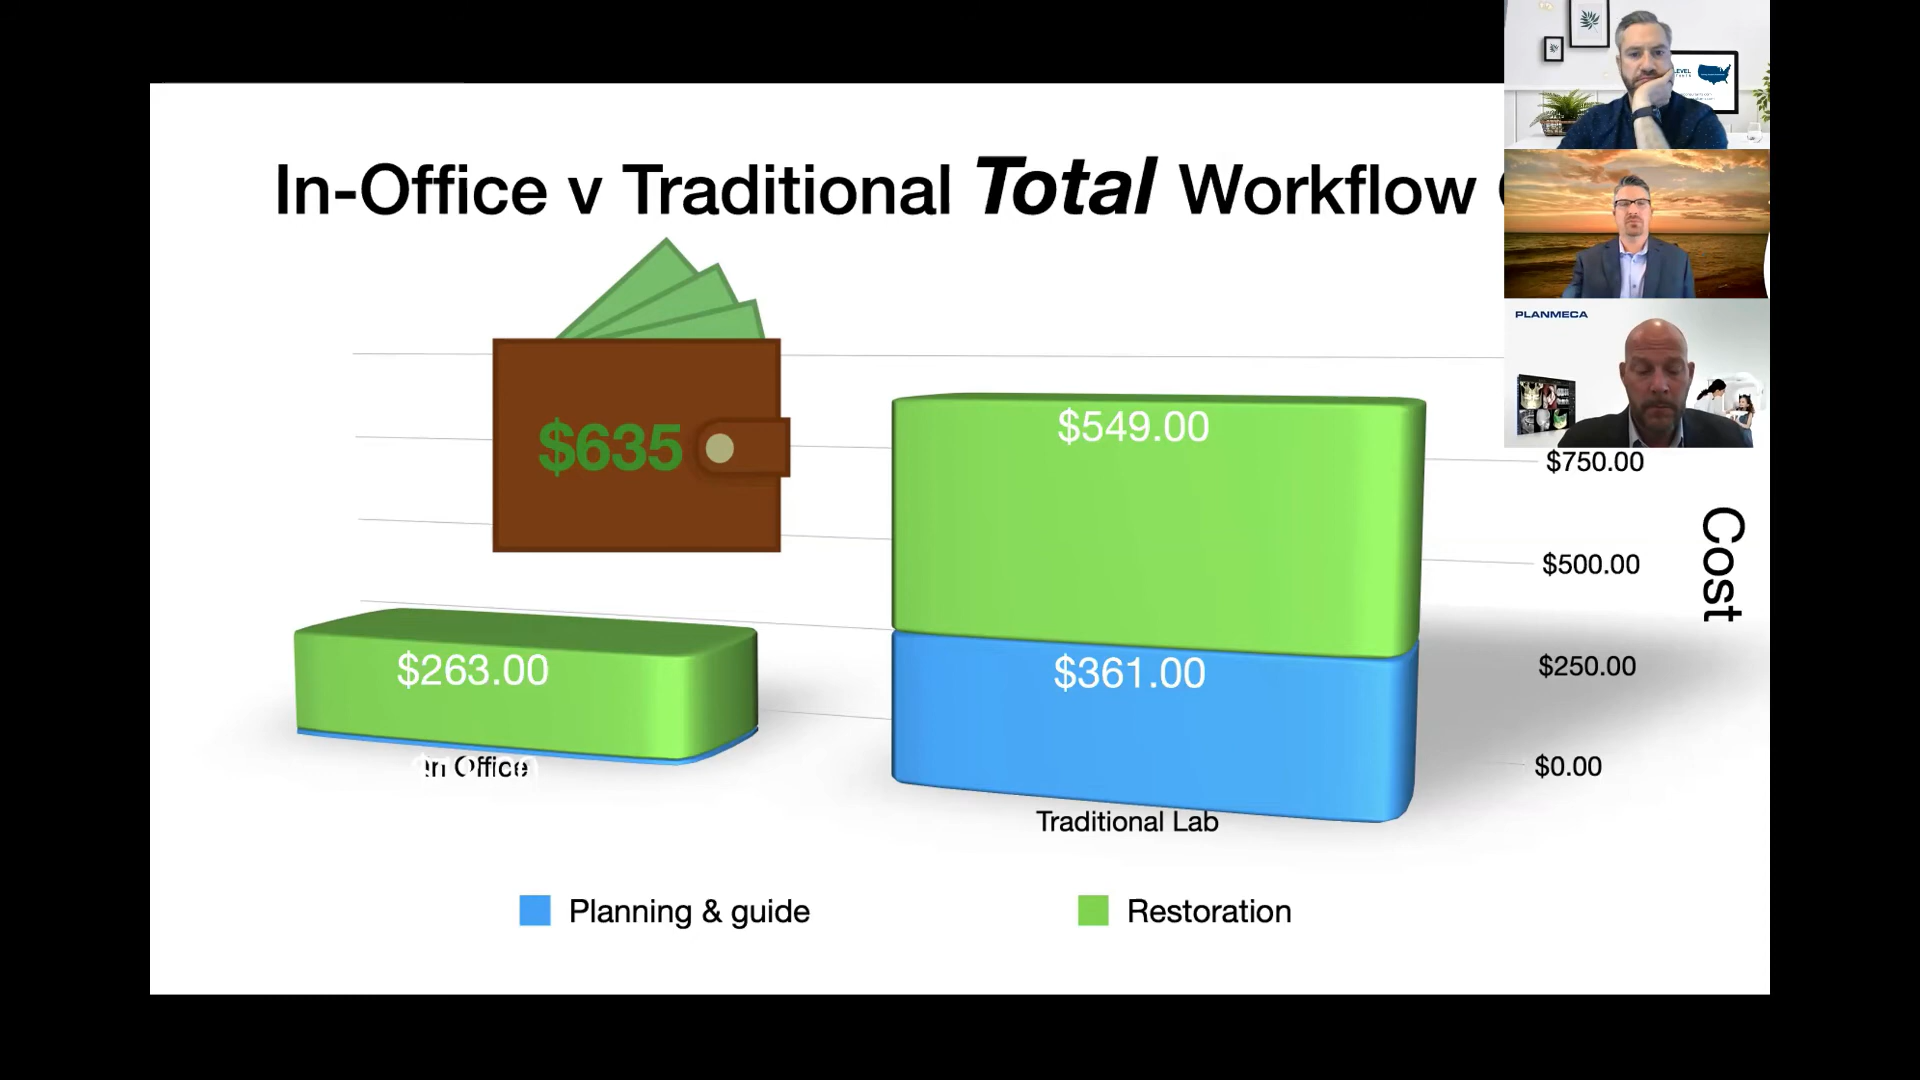 In-Office v Traditional Total Workflow
LEVEL
PLANMECA
$635
$549.00
$750.00
$500.00
Cost
$263.00
$361.00
$250.00
In Office
$0.00
Traditional Lab
Planning & guide
Restoration